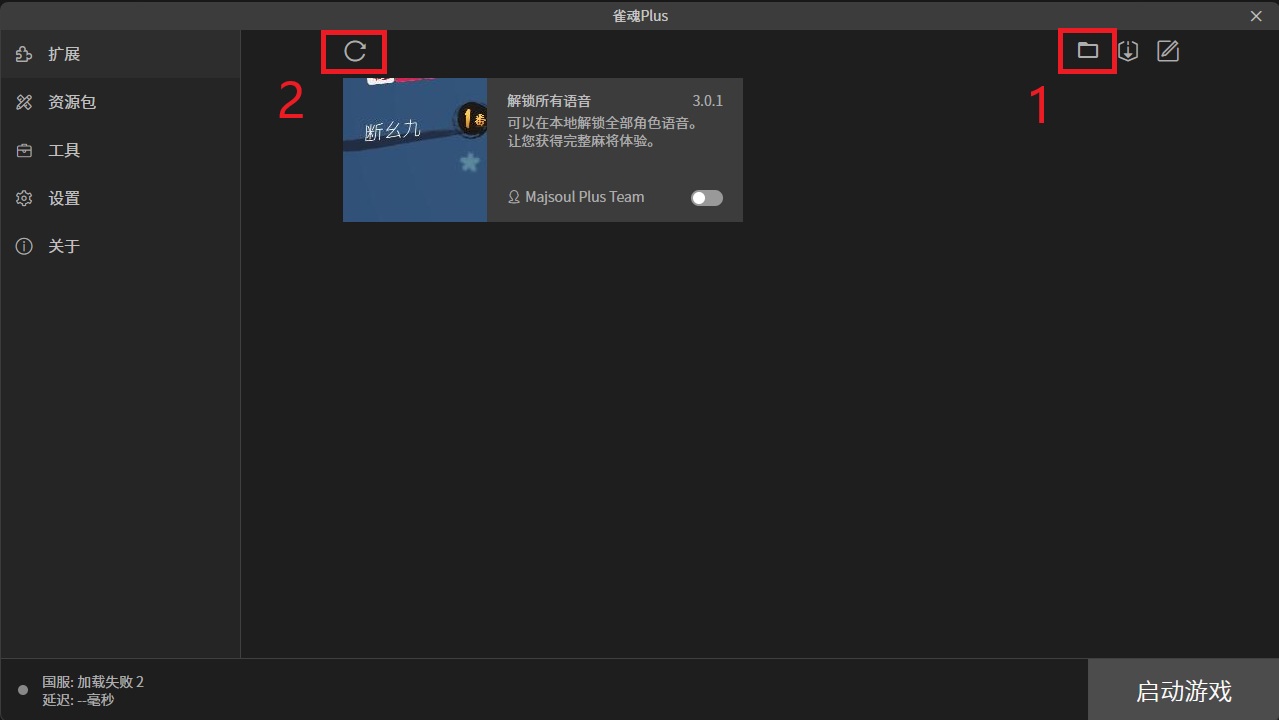 雀魂Plus
扩展
资源包
工具
设置
关于
2
1
断幺九
1番
解锁所有语音
3.0.1
可以在本地解锁全部角色语音。
让您获得完整麻将体验。
Majsoul Plus Team
国服: 加载失败 2
延迟: --毫秒
启动游戏